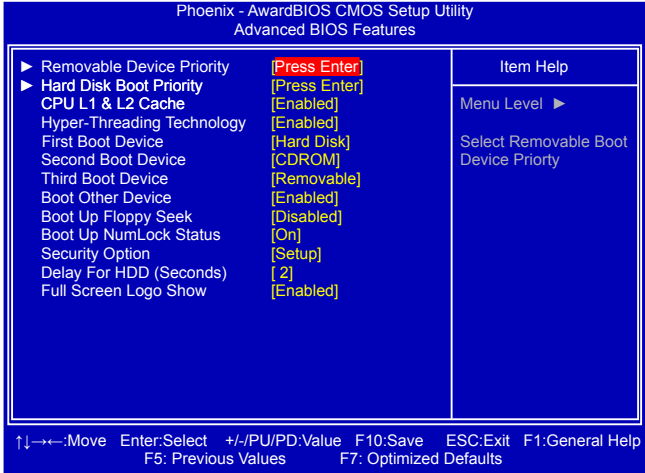 Phoenix - AwardBIOS CMOS Setup Utility
Advanced BIOS Features
► Removable Device Priority [Press Enter]
► Hard Disk Boot Priority [Press Enter]
CPU L1 & L2 Cache [Enabled]
Hyper-Threading Technology [Enabled]
First Boot Device [Hard Disk]
Second Boot Device [CDROM]
Third Boot Device [Removable]
Boot Other Device [Enabled]
Boot Up Floppy Seek [Disabled]
Boot Up NumLock Status [On]
Security Option [Setup]
Delay For HDD (Seconds) [ 2]
Full Screen Logo Show [Enabled]
Item Help
Menu Level ►
Select Removable Boot
Device Priorty
↑↓→←:Move Enter:Select +/-/PU/PD:Value F10:Save ESC:Exit F1:General Help
F5: Previous Values F7: Optimized Defaults